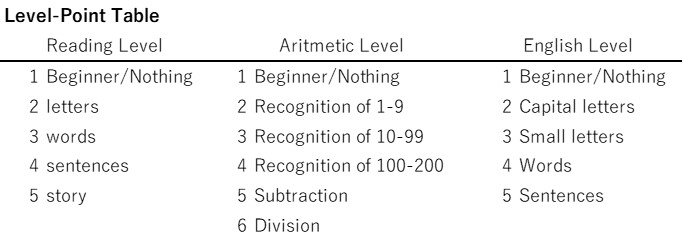 Level-Point Table
Reading Level Aritmetic Level English Level
1 Beginner/Nothing 1 Beginner/Nothing 1 Beginner/Nothing
2 letters 2 Recognition of 1-9 2 Capital letters
3 words 3 Recognition of 10-99 3 Small letters
4 sentences 4 Recognition of 100-200 4 Words
5 story 5 Subtraction 5 Sentences
6 Division